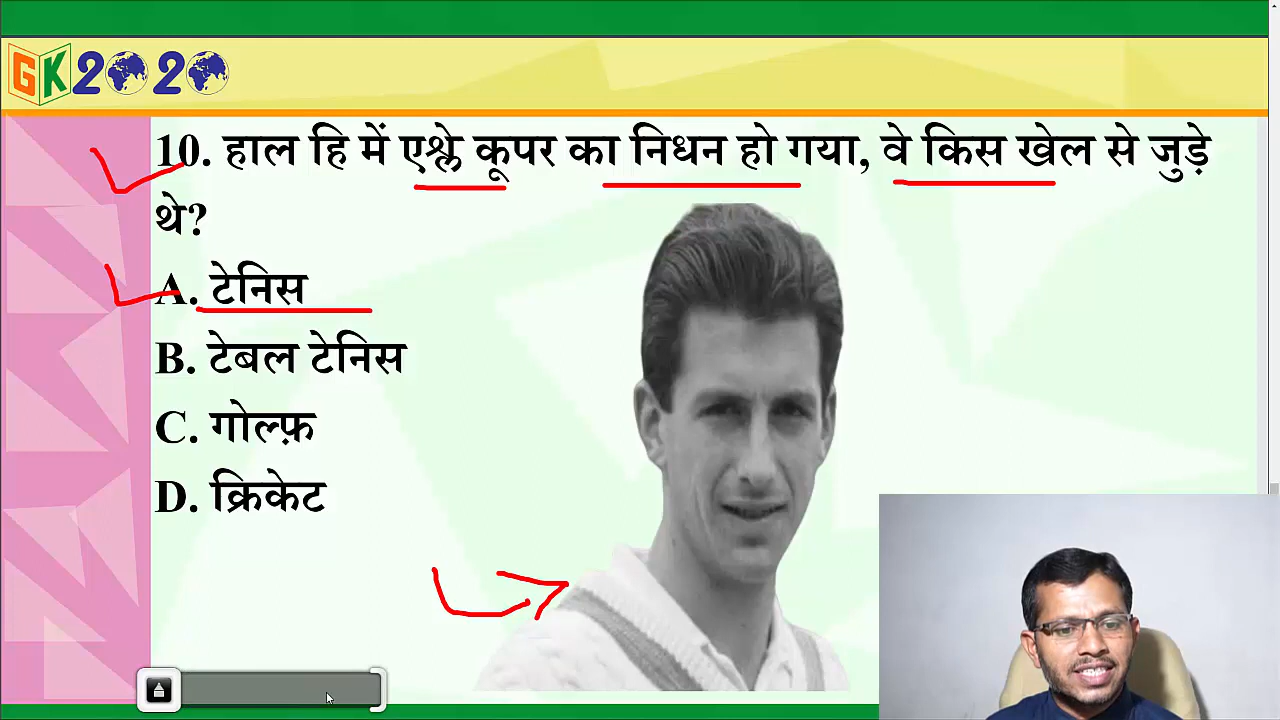 GK2020
10. हाल हि में एश्ले कूपर का निधन हो गया, वे किस खेल से जुड़े
थे?
A. टेनिस
B. टेबल टेनिस
C. गोल्फ़
D. क्रिकेट